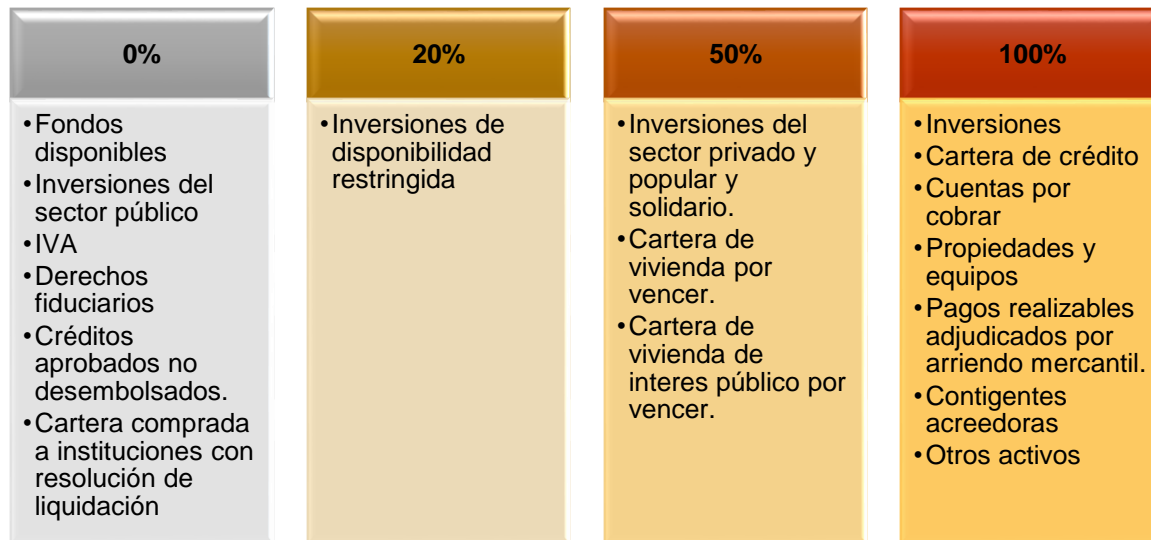 0%
•Fondos
disponibles
•Inversiones del
sector público
•IVA
•Derechos
fiduciarios
•Créditos
aprobados no
desembolsados.
•Cartera comprada
a instituciones con
resolución de
liquidación
20%
•Inversiones de
disponibilidad
restringida
50%
•Inversiones del
sector privado y
popular y
solidario.
•Cartera de
vivienda por
vencer.
•Cartera de
vivienda de
interes público por
vencer.
100%
•Inversiones
•Cartera de crédito
•Cuentas por
cobrar
•Propiedades y
equipos
•Pagos realizables
adjudicados por
arriendo mercantil.
•Contigentes
acreedoras
•Otros activos